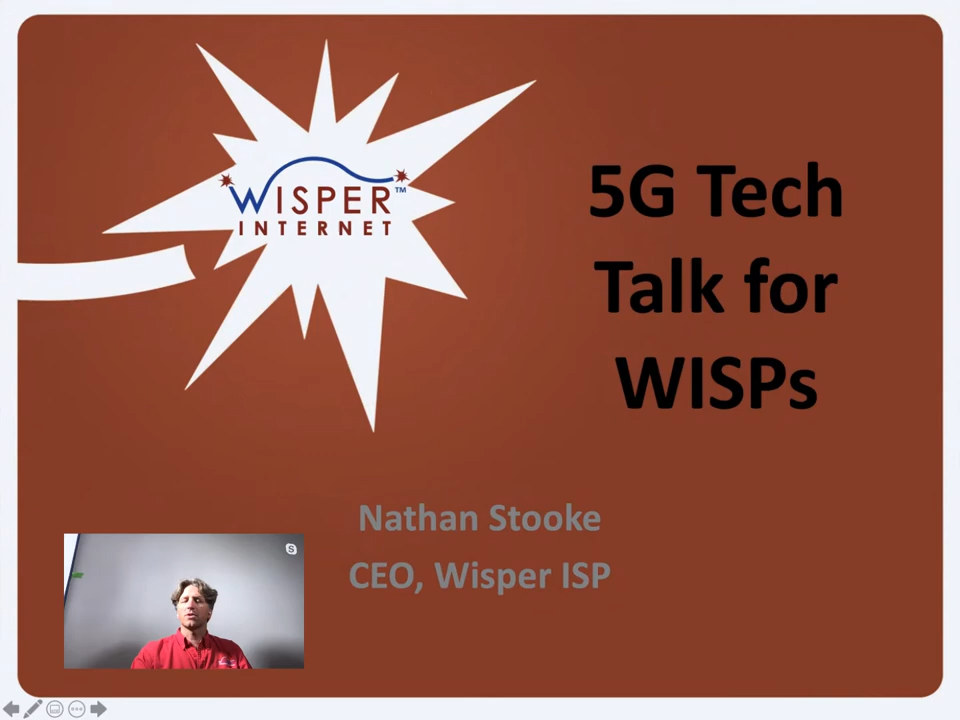 WISPER™
INTERNET
5G Tech
Talk for
WISPs
Nathan Stooke
CEO, Wisper ISP
S